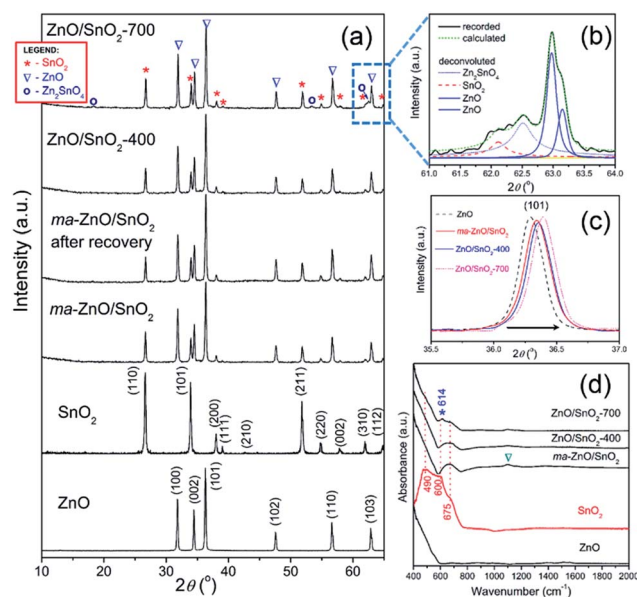 ZnO/SnO₂-700
(a)
LEGEND:
* - SnO₂
▽ - ZnO
o - Zn₂SnO₄
ZnO/SnO₂-400
ma-ZnO/SnO₂
after recovery
ma-ZnO/SnO₂
SnO₂
(110)
(101)
(200)
(111)
(210)
(211)
(220)
(002)
(310)
(112)
ZnO
(100)
(002)
(101)
(102)
(110)
(103)
Intensity (a.u.)
10 20 30 40 50 60
2θ (°)
(b)
recorded
calculated
deconvoluted
Zn₂SnO₄
SnO₂
ZnO
ZnO
Intensity (a.u.)
61.0 61.5 62.0 62.5 63.0 63.5 64.0
2θ (°)
(c)
(101)
ZnO
ma-ZnO/SnO₂
ZnO/SnO₂-400
ZnO/SnO₂-700
Intensity (a.u.)
35.5 36.0 36.5 37.0
2θ (°)
(d)
* 614
ZnO/SnO₂-700
ZnO/SnO₂-400
ma-ZnO/SnO₂
▽
490
600
675
SnO₂
ZnO
Absorbance (a.u.)
400 600 800 1000 1200 1400 1600 1800 2000
Wavenumber (cm⁻¹)